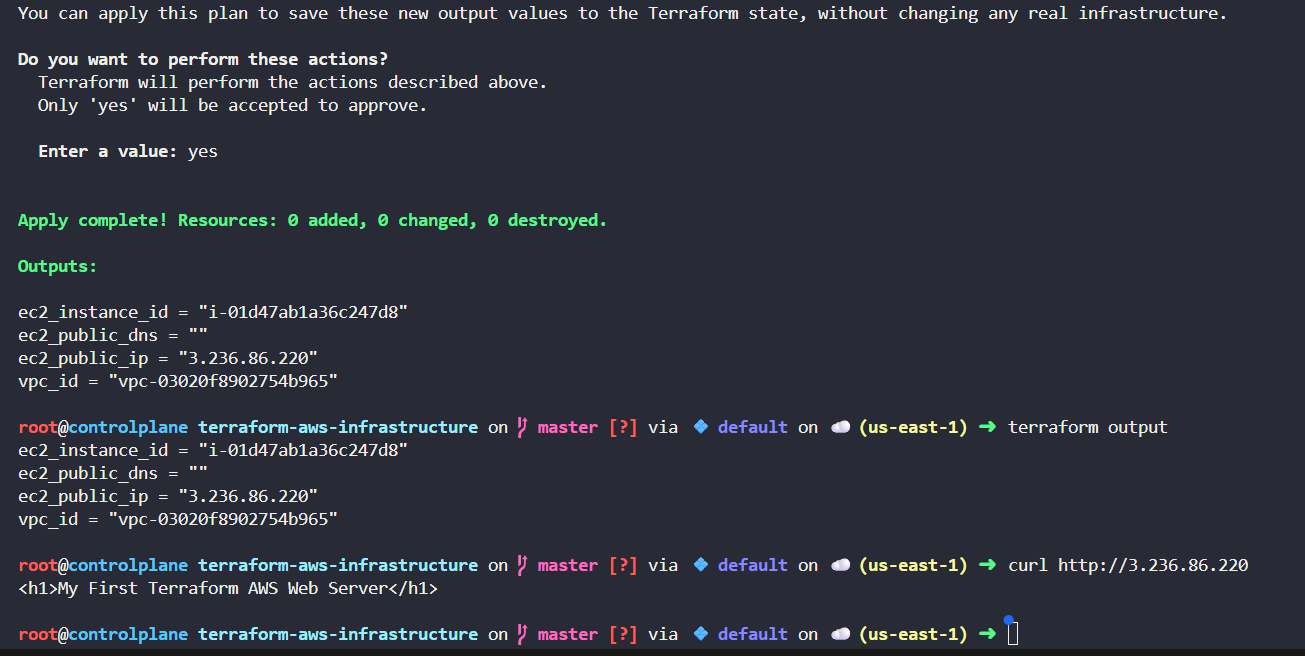 You can apply this plan to save these new output values to the Terraform state, without changing any real infrastructure.
Do you want to perform these actions?
Terraform will perform the actions described above.
Only 'yes' will be accepted to approve.
Enter a value: yes
Apply complete! Resources: 0 added, 0 changed, 0 destroyed.
Outputs:
ec2_instance_id = "i-01d47ab1a36c247d8"
ec2_public_dns = ""
ec2_public_ip = "3.236.86.220"
vpc_id = "vpc-03020f8902754b965"
root@controlplane terraform-aws-infrastructure on master [?] via default on (us-east-1) ➜ terraform output
ec2_instance_id = "i-01d47ab1a36c247d8"
ec2_public_dns = ""
ec2_public_ip = "3.236.86.220"
vpc_id = "vpc-03020f8902754b965"
root@controlplane terraform-aws-infrastructure on master [?] via default on (us-east-1) ➜ curl http://3.236.86.220
<h1>My First Terraform AWS Web Server</h1>
root@controlplane terraform-aws-infrastructure on master [?] via default on (us-east-1) ➜